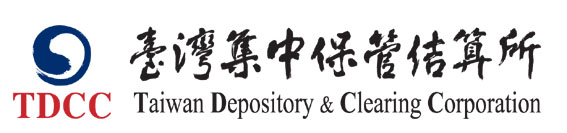 臺灣集中保管結算所
TDCC
Taiwan Depository & Clearing Corporation